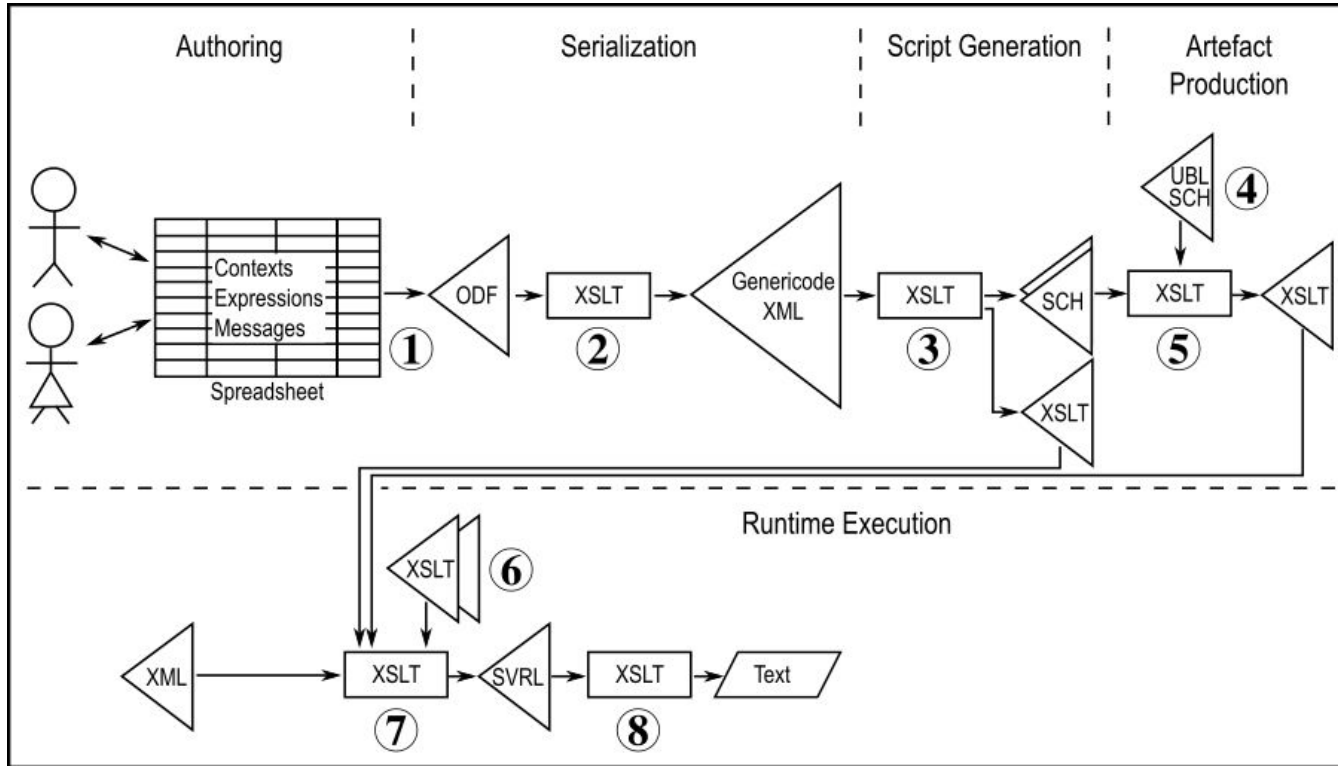 Authoring
Serialization
Script Generation
Artefact
Production
UBL
SCH
4
Contexts
Expressions
Messages
Spreadsheet
1
ODF
XSLT
2
Genericode
XML
XSLT
3
SCH
XSLT
XSLT
5
XSLT
Runtime Execution
XSLT
6
XML
XSLT
7
SVRL
XSLT
8
Text